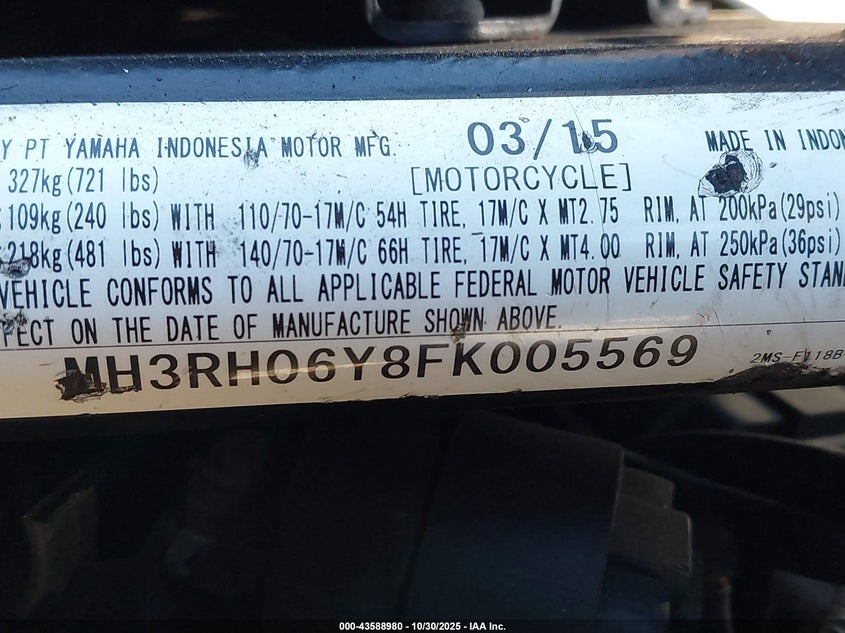 Y PT YAMAHA INDONESIA MOTOR MFG. 03/15 MADE IN INDON
327kg(721 lbs) [MOTORCYCLE]
109kg(240 lbs) WITH 110/70-17M/C 54H TIRE, 17M/C X MT2.75 RIM, AT 200kPa(29psi)
218kg(481 lbs) WITH 140/70-17M/C 66H TIRE, 17M/C X MT4.00 RIM, AT 250kPa(36psi)
VEHICLE CONFORMS TO ALL APPLICABLE FEDERAL MOTOR VEHICLE SAFETY STAN
FECT ON THE DATE OF MANUFACTURE SHOWN ABOVE.
MH3RH06Y8FK005569 2MS-F118B
000-43588980 - 10/30/2025 - IAA Inc.